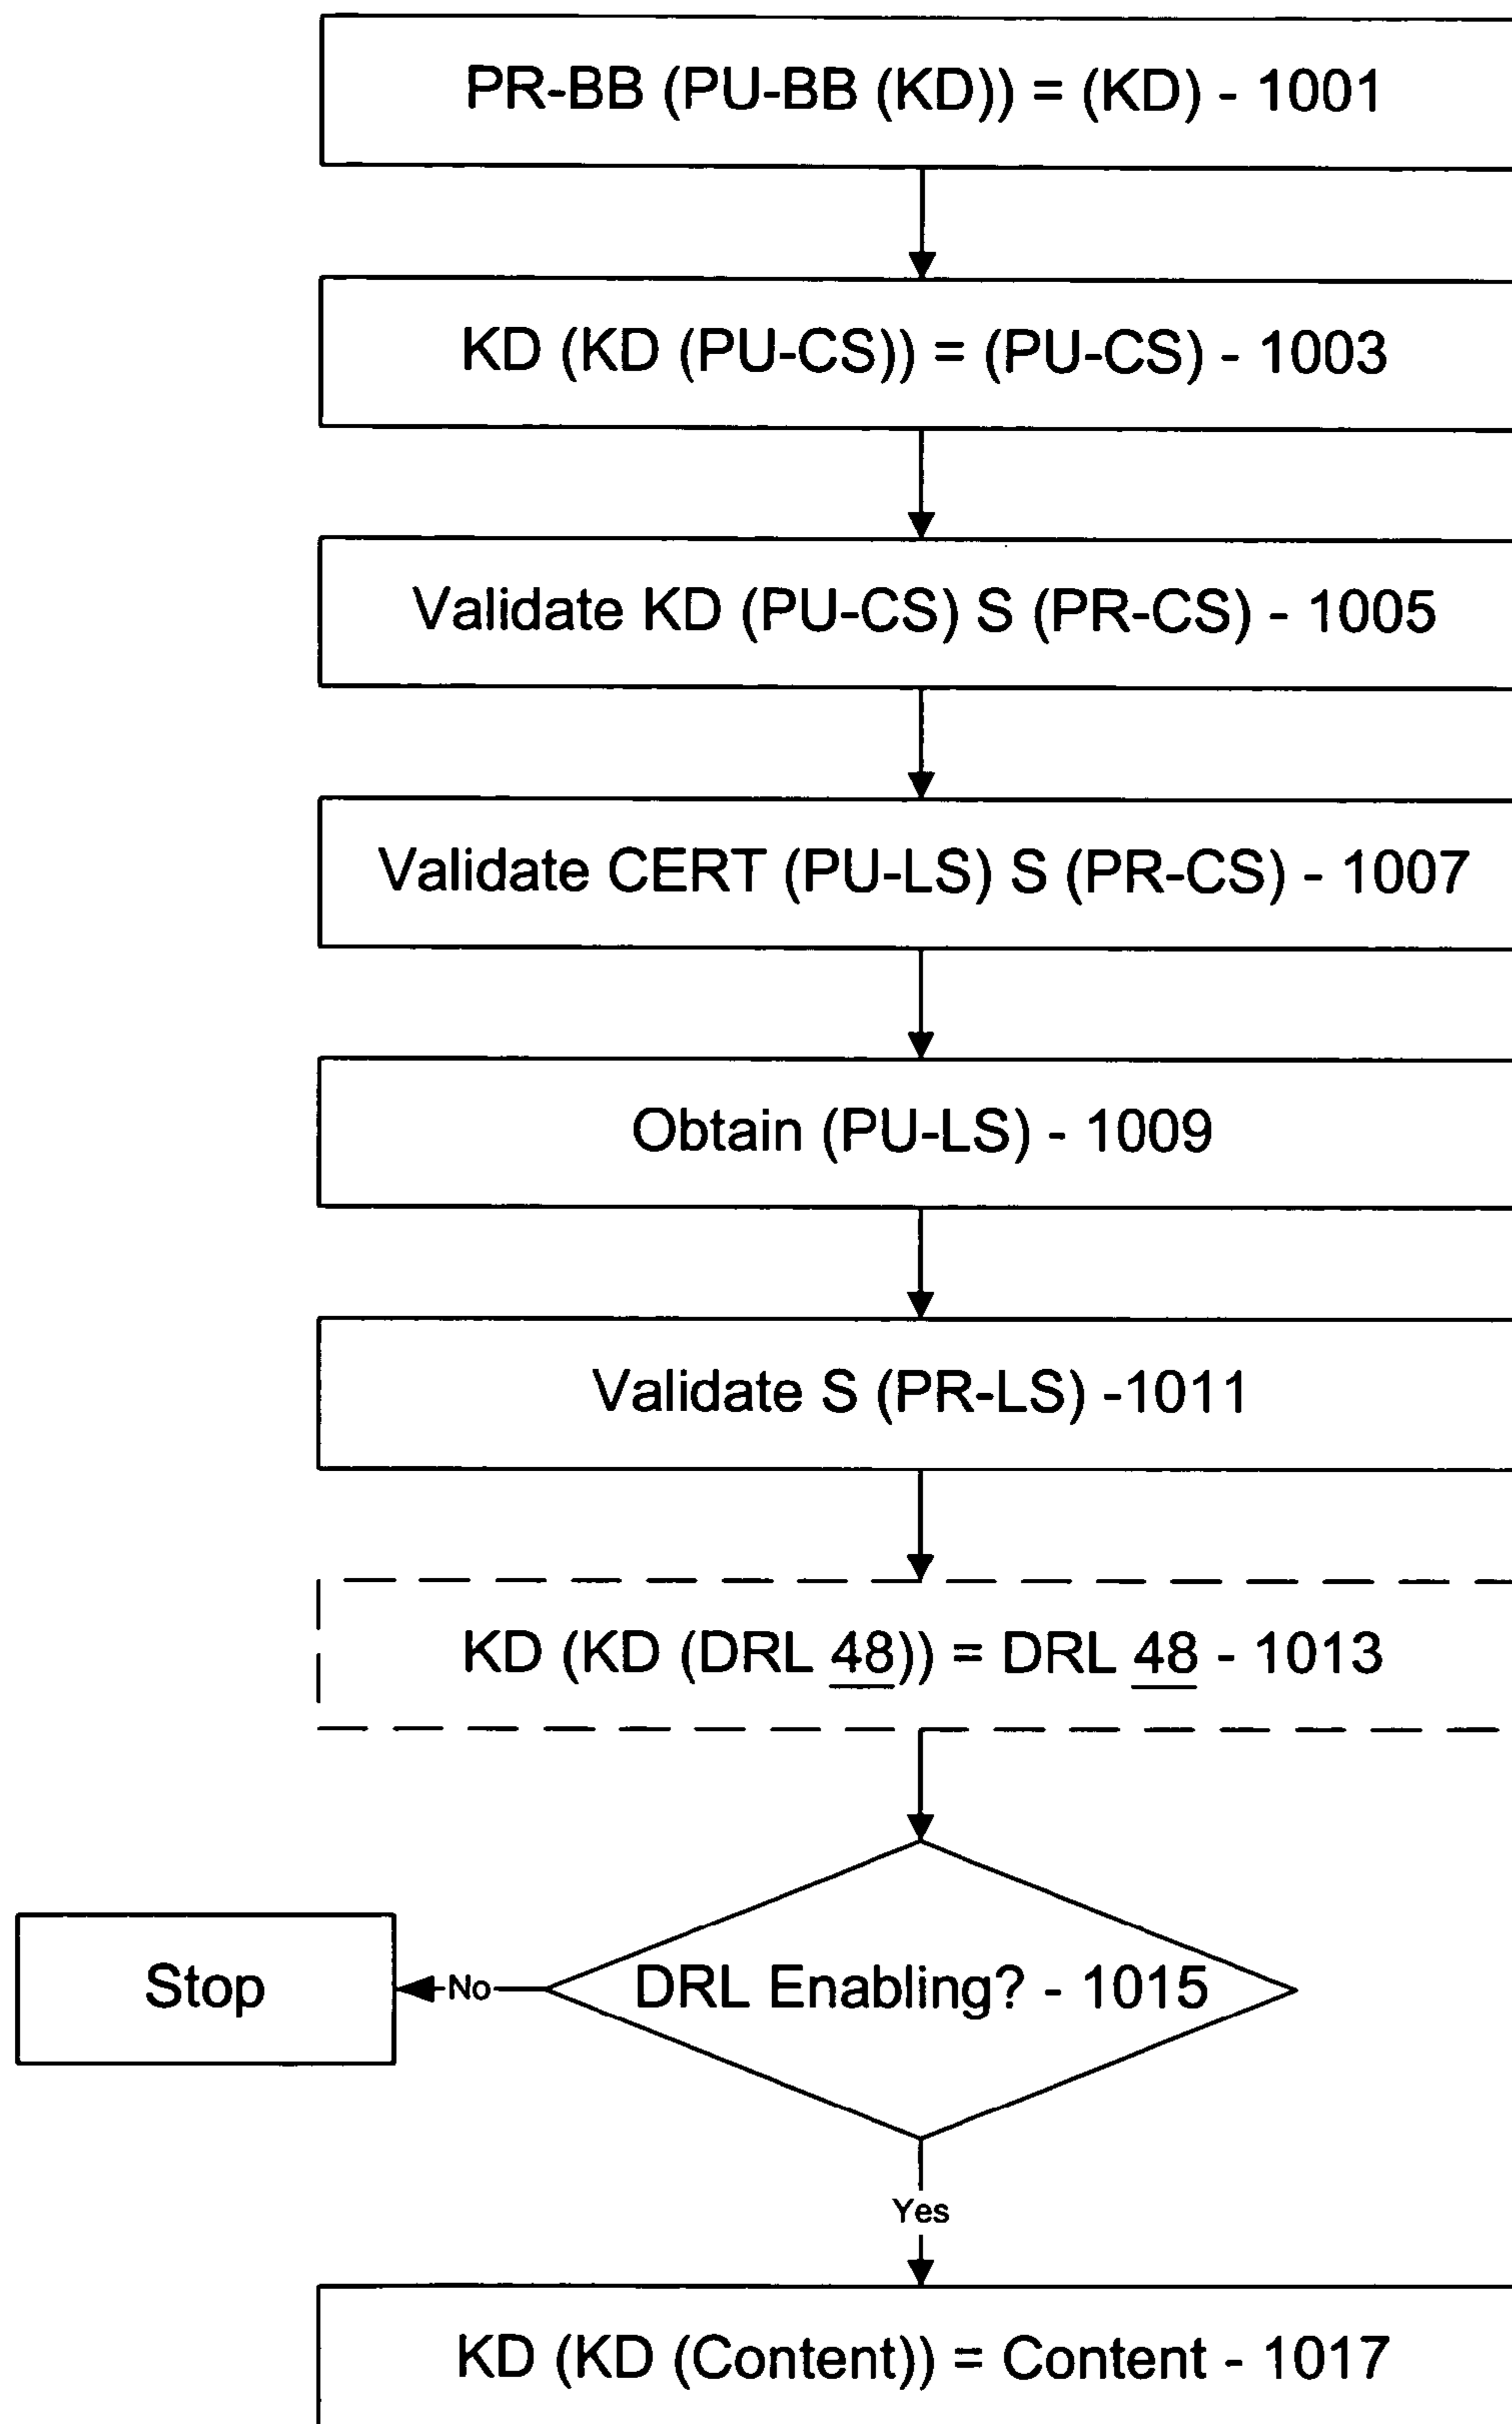 PR-BB (PU-BB (KD)) = (KD) - 1001
KD (KD (PU-CS)) = (PU-CS) - 1003
Validate KD (PU-CS) S (PR-CS) - 1005
Validate CERT (PU-LS) S (PR-CS) - 1007
Obtain (PU-LS) - 1009
Validate S (PR-LS) -1011
KD (KD (DRL 48)) = DRL 48 - 1013
DRL Enabling? - 1015
No
Stop
Yes
KD (KD (Content)) = Content - 1017